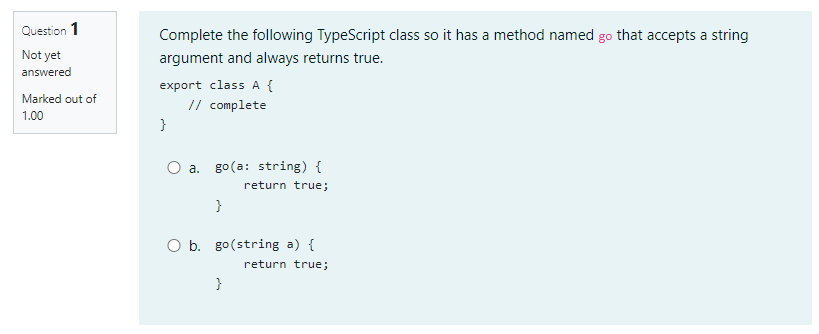 Question 1
Not yet
answered
Marked out of
1.00
Complete the following TypeScript class so it has a method named go that accepts a string
argument and always returns true.
export class A {
// complete
}
a. go(a: string) {
return true;
}
b. go(string a) {
return true;
}